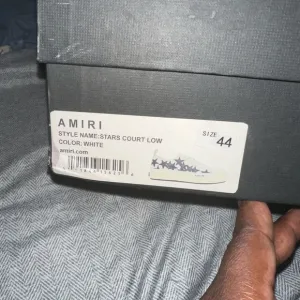 AMIRI
STYLE NAME:STARS COURT LOW
COLOR: WHITE
amiri.com
SIZE
44